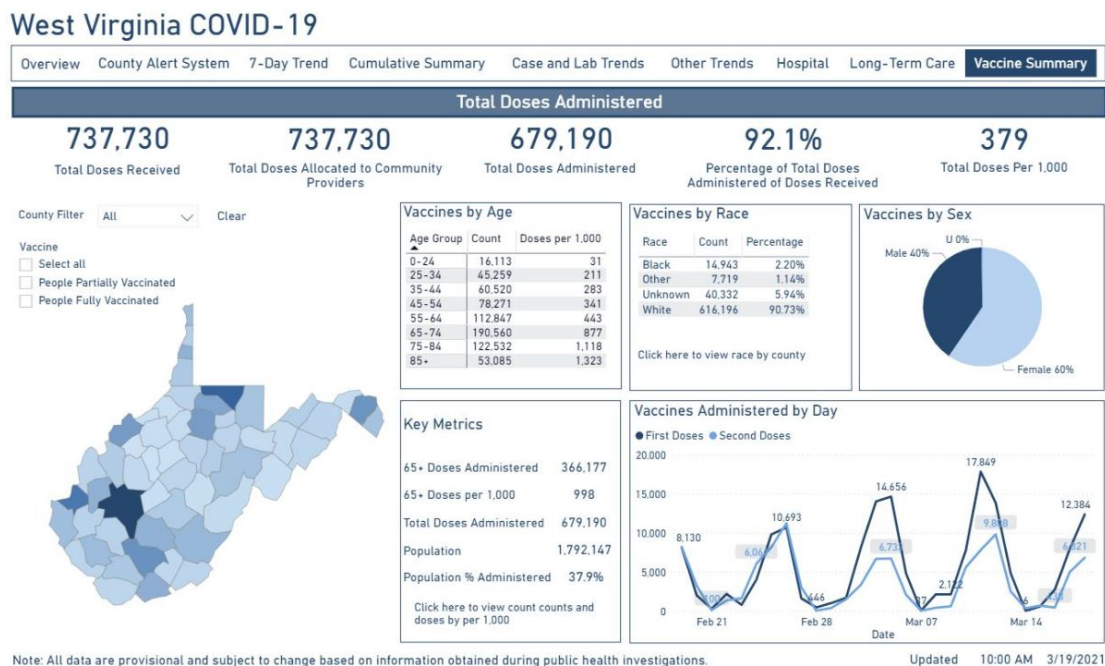 West Virginia COVID-19
Overview County Alert System 7-Day Trend Cumulative Summary Case and Lab Trends Other Trends Hospital Long-Term Care Vaccine Summary
Total Doses Administered
737,730 737,730 679,190 92.1% 379
Total Doses Received Total Doses Allocated to Community Providers Total Doses Administered Percentage of Total Doses Administered of Doses Received Total Doses Per 1,000
County Filter All Clear
Vaccine
Select all
People Partially Vaccinated
People Fully Vaccinated
Vaccines by Age
Age Group Count Doses per 1,000
0-24 16,113 31
25-34 45,259 211
35-44 60,520 283
45-54 78,271 341
55-64 112,847 443
65-74 190,560 877
75-84 122,532 1,118
85+ 53,085 1,323
Vaccines by Race
Race Count Percentage
Black 14,943 2.20%
Other 7,719 1.14%
Unknown 40,332 5.94%
White 616,196 90.73%
Click here to view race by county
Vaccines by Sex
U 0%
Male 40%
Female 60%
Key Metrics
65+ Doses Administered 366,177
65+ Doses per 1,000 998
Total Doses Administered 679,190
Population 1,792,147
Population % Administered 37.9%
Click here to view count counts and
doses by per 1,000
Vaccines Administered by Day
First Doses Second Doses
20,000
15,000
10,000
5,000
0
8,130
10,693
446
14,656
2,122
17,849
6
12,384
Feb 21 Feb 28 Mar 07 Mar 14
Date
Note: All data are provisional and subject to change based on information obtained during public health investigations.
Updated 10:00 AM 3/19/2021